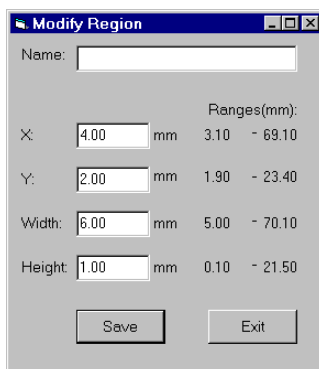 Modify Region
Name:
Ranges(mm):
X: 4.00 mm 3.10 - 69.10
Y: 2.00 mm 1.90 - 23.40
Width: 6.00 mm 5.00 - 70.10
Height: 1.00 mm 0.10 - 21.50
Save Exit